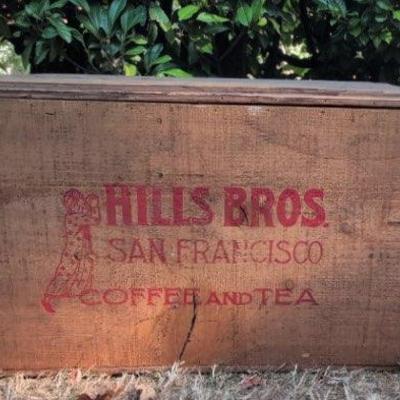 HILLS BROS.
SAN FRANCISCO
COFFEE AND TEA